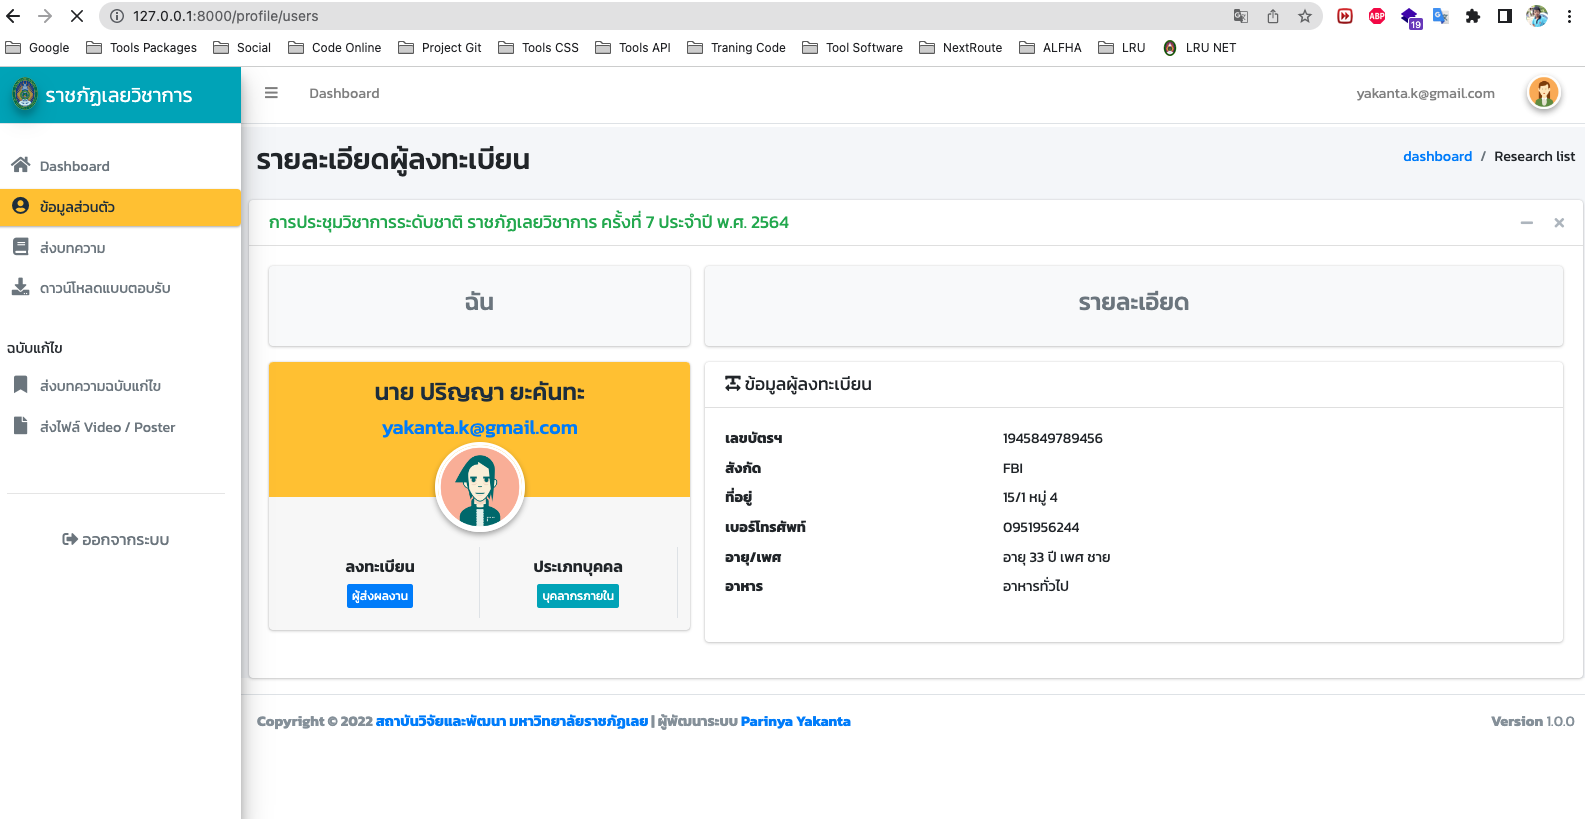 127.0.0.1:8000/profile/users
ABP
19
Google
Tools Packages
Social
Code Online
Project Git
Tools CSS
Tools API
Traning Code
Tool Software
NextRoute
ALFHA
LRU
LRU NET
ราชภัฏเลยวิชาการ
Dashboard
yakanta.k@gmail.com
Dashboard
ข้อมูลส่วนตัว
ส่งบทความ
ดาวน์โหลดแบบตอบรับ
ฉบับแก้ไข
ส่งบทความฉบับแก้ไข
ส่งไฟล์ Video / Poster
ออกจากระบบ
รายละเอียดผู้ลงทะเบียน
dashboard / Research list
การประชุมวิชาการระดับชาติ ราชภัฏเลยวิชาการ ครั้งที่ 7 ประจำปี พ.ศ. 2564
ฉัน
รายละเอียด
นาย ปริญญา ยะคันทะ
yakanta.k@gmail.com
ลงทะเบียน
ผู้ส่งผลงาน
ประเภทบุคคล
บุคลากรภายใน
ข้อมูลผู้ลงทะเบียน
เลขบัตรฯ 1945849789456
สังกัด FBI
ที่อยู่ 15/1 หมู่ 4
เบอร์โทรศัพท์ 0951956244
อายุ/เพศ อายุ 33 ปี เพศ ชาย
อาหาร อาหารทั่วไป
Copyright © 2022 สถาบันวิจัยและพัฒนา มหาวิทยาลัยราชภัฏเลย | ผู้พัฒนาระบบ Parinya Yakanta
Version 1.0.0